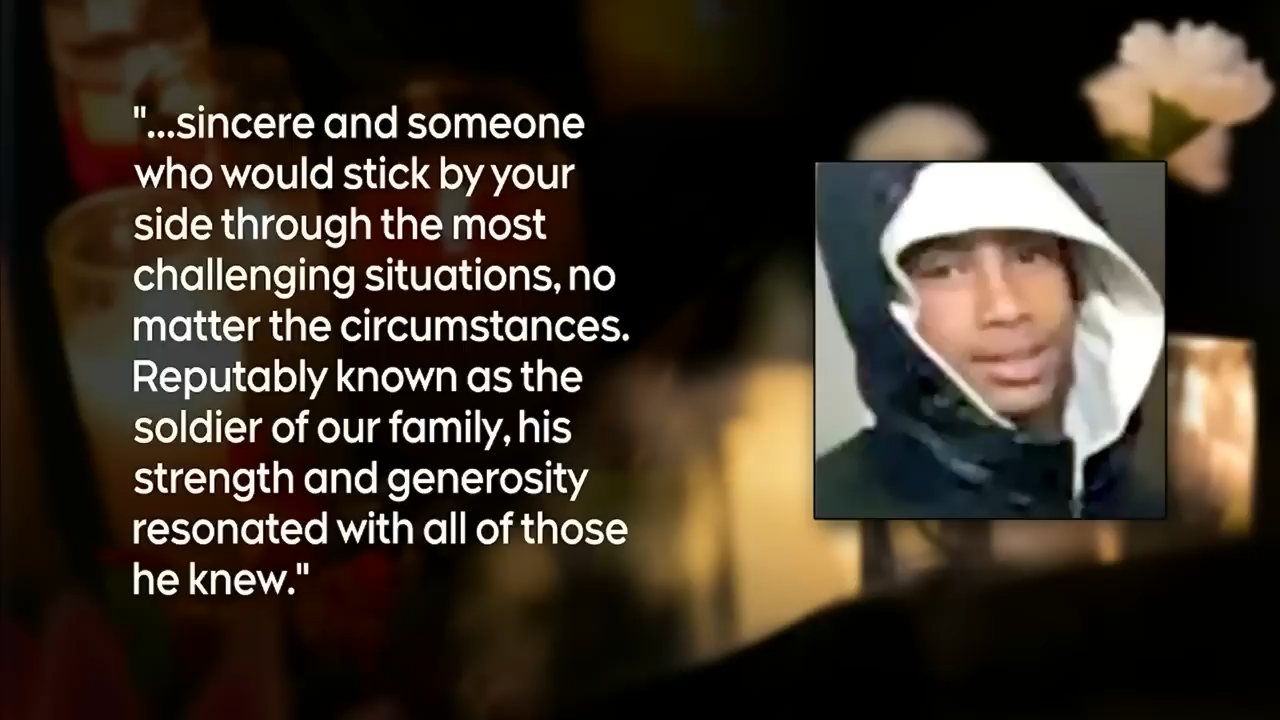 "...sincere and someone
who would stick by your
side through the most
challenging situations, no
matter the circumstances.
Reputably known as the
soldier of our family, his
strength and generosity
resonated with all of those
he knew."